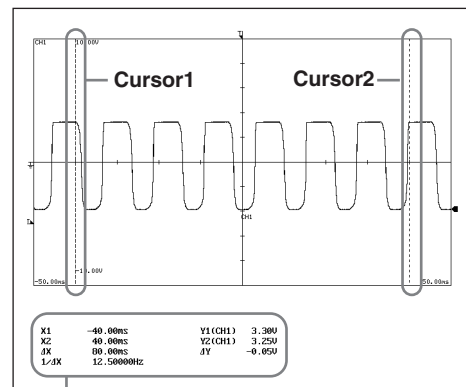 CH1 10.00V
Cursor1 Cursor2
CH1
-50.00ms -10.00V 50.00ms
X1 -40.00ms Y1(CH1) 3.30V
X2 40.00ms Y2(CH1) 3.25V
ΔX 80.00ms ΔY -0.05V
1/ΔX 12.50000Hz